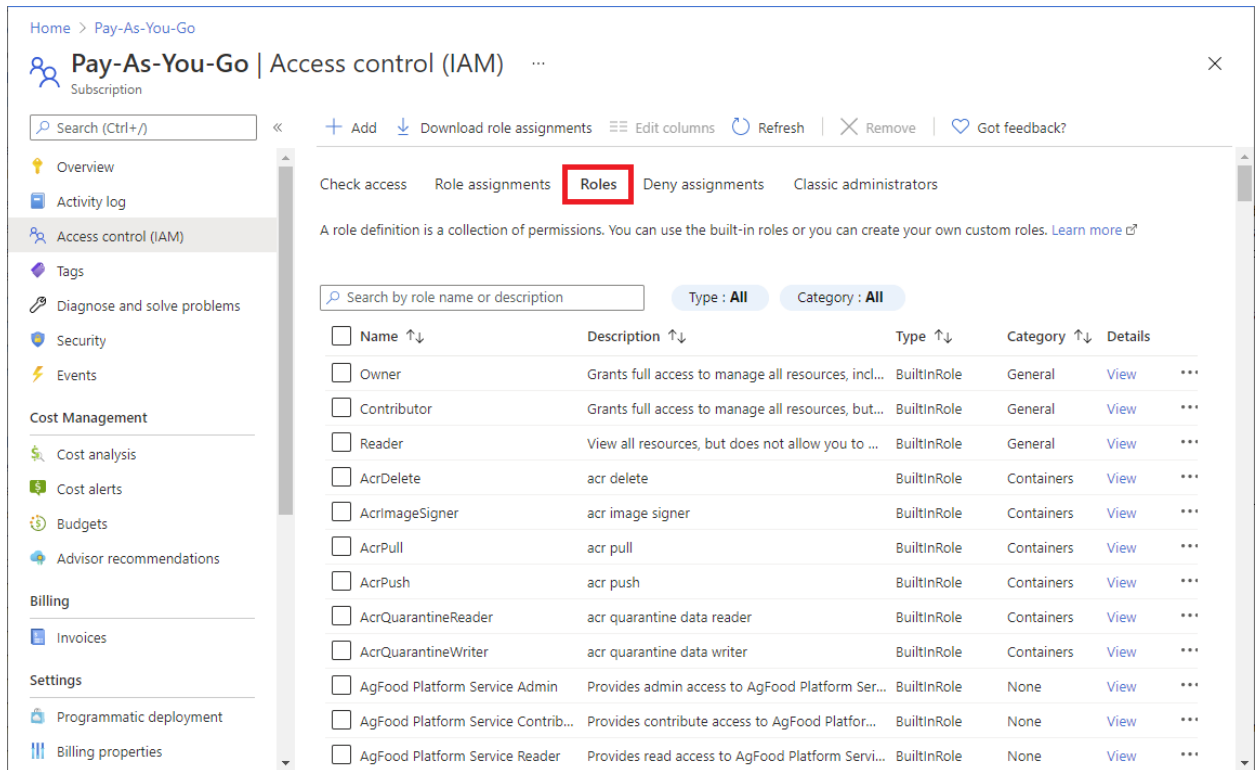 Home > Pay-As-You-Go
Pay-As-You-Go | Access control (IAM) ...
Subscription
Search (Ctrl+/)
«
Overview
Activity log
Access control (IAM)
Tags
Diagnose and solve problems
Security
Events
Cost Management
Cost analysis
Cost alerts
Budgets
Advisor recommendations
Billing
Invoices
Settings
Programmatic deployment
Billing properties
Add Download role assignments Edit columns Refresh Remove Got feedback?
Check access Role assignments Roles Deny assignments Classic administrators
A role definition is a collection of permissions. You can use the built-in roles or you can create your own custom roles. Learn more
Search by role name or description Type : All Category : All
Name ↑↓ Description ↑↓ Type ↑↓ Category ↑↓ Details
Owner Grants full access to manage all resources, incl... BuiltInRole General View ...
Contributor Grants full access to manage all resources, but... BuiltInRole General View ...
Reader View all resources, but does not allow you to ... BuiltInRole General View ...
AcrDelete acr delete BuiltInRole Containers View ...
AcrImageSigner acr image signer BuiltInRole Containers View ...
AcrPull acr pull BuiltInRole Containers View ...
AcrPush acr push BuiltInRole Containers View ...
AcrQuarantineReader acr quarantine data reader BuiltInRole Containers View ...
AcrQuarantineWriter acr quarantine data writer BuiltInRole Containers View ...
AgFood Platform Service Admin Provides admin access to AgFood Platform Ser... BuiltInRole None View ...
AgFood Platform Service Contrib... Provides contribute access to AgFood Platfor... BuiltInRole None View ...
AgFood Platform Service Reader Provides read access to AgFood Platform Servi... BuiltInRole None View ...